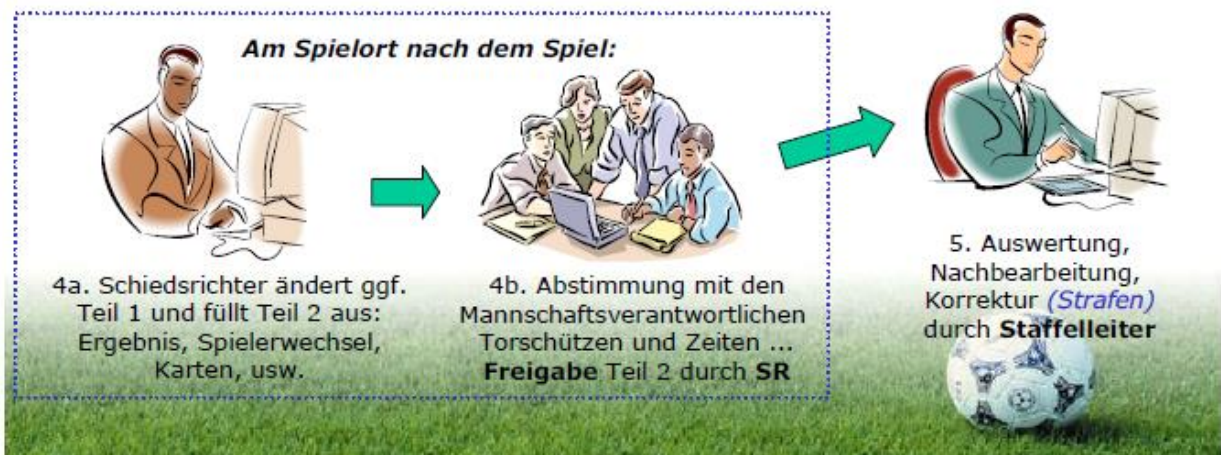 Am Spielort nach dem Spiel:
4a. Schiedsrichter ändert ggf.
Teil 1 und füllt Teil 2 aus:
Ergebnis, Spielerwechsel,
Karten, usw.
4b. Abstimmung mit den
Mannschaftsverantwortlichen
Torschützen und Zeiten ...
Freigabe Teil 2 durch SR
5. Auswertung,
Nachbearbeitung,
Korrektur (Strafen)
durch Staffelleiter